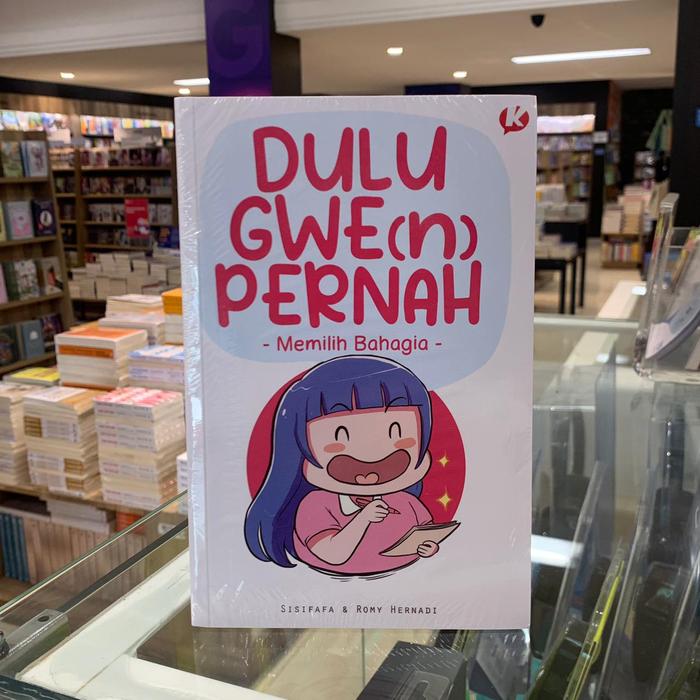 K
DULU
GWE(n)
PERNAH
- Memilih Bahagia -
SISIFAFA & ROMY HERNADI